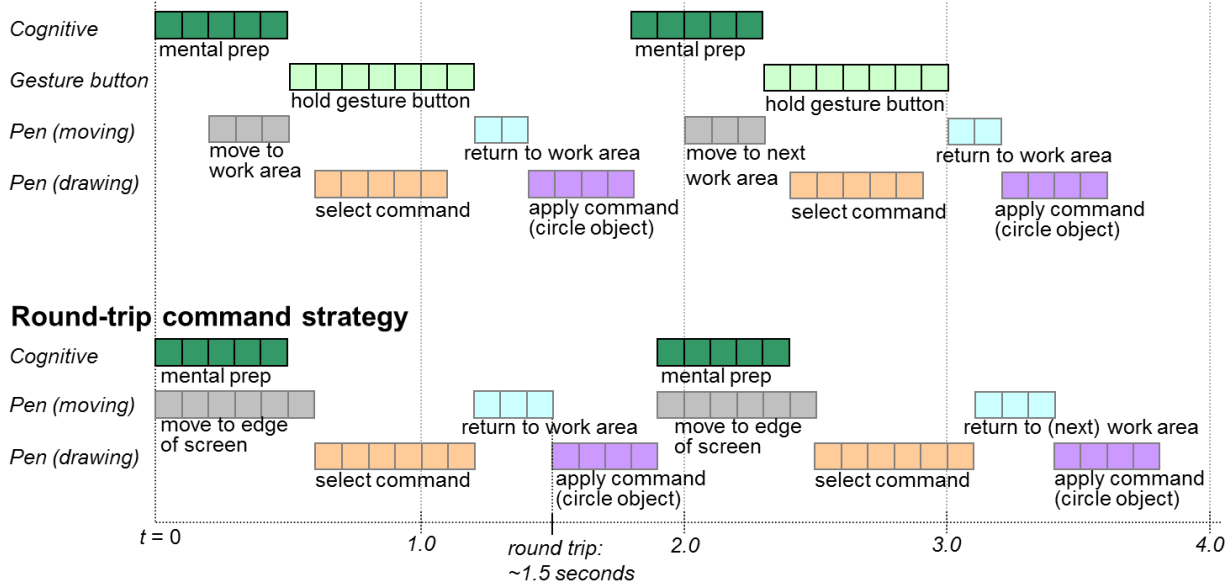 Cognitive
mental prep
mental prep
Gesture button
hold gesture button
hold gesture button
Pen (moving)
move to
work area
return to work area
move to next
work area
return to work area
Pen (drawing)
select command
apply command
(circle object)
select command
apply command
(circle object)
Round-trip command strategy
Cognitive
mental prep
mental prep
Pen (moving)
move to edge
of screen
return to work area
move to edge
of screen
return to (next) work area
Pen (drawing)
select command
apply command
(circle object)
select command
apply command
(circle object)
t = 0
1.0
round trip:
~1.5 seconds
2.0
3.0
4.0